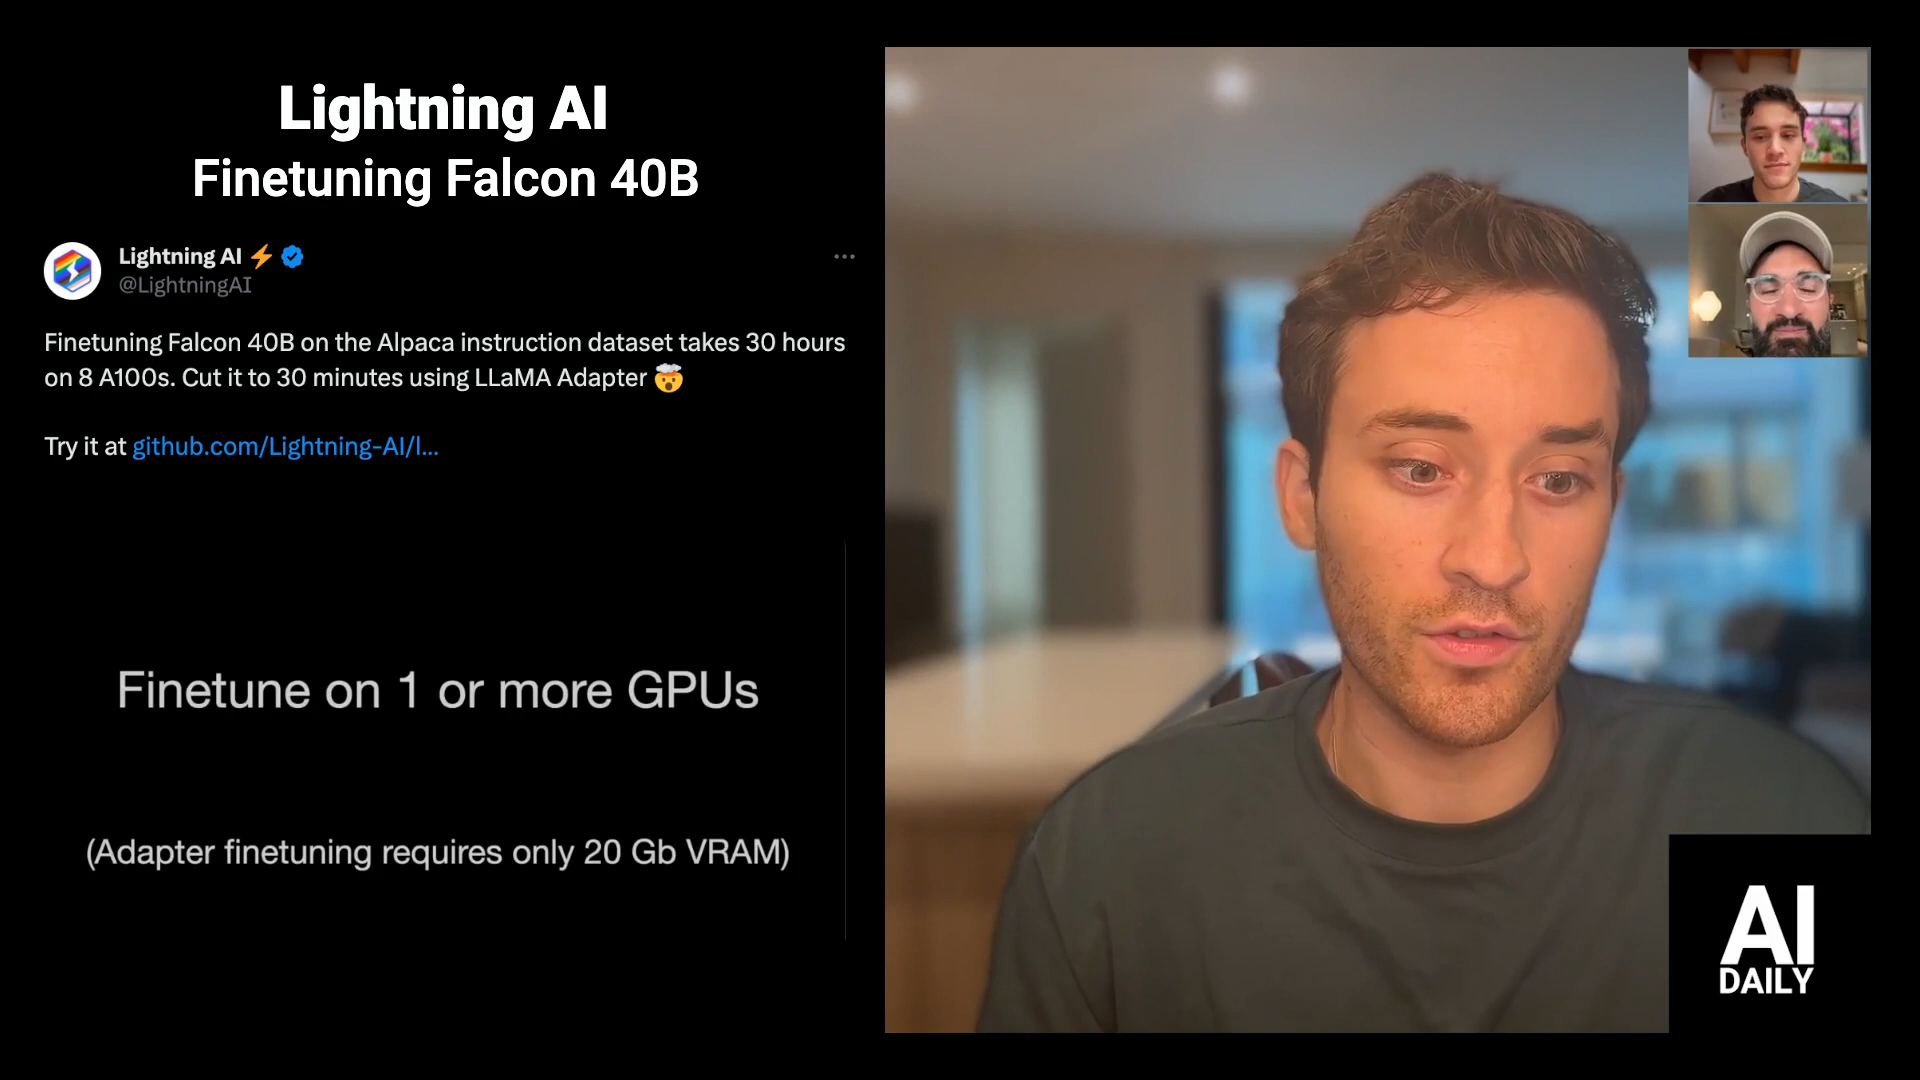 Lightning AI
Finetuning Falcon 40B
Lightning AI ⚡
@LightningAI
Finetuning Falcon 40B on the Alpaca instruction dataset takes 30 hours
on 8 A100s. Cut it to 30 minutes using LLaMA Adapter 🤯
Try it at github.com/Lightning-AI/l...
Finetune on 1 or more GPUs
(Adapter finetuning requires only 20 Gb VRAM)
AI
DAILY